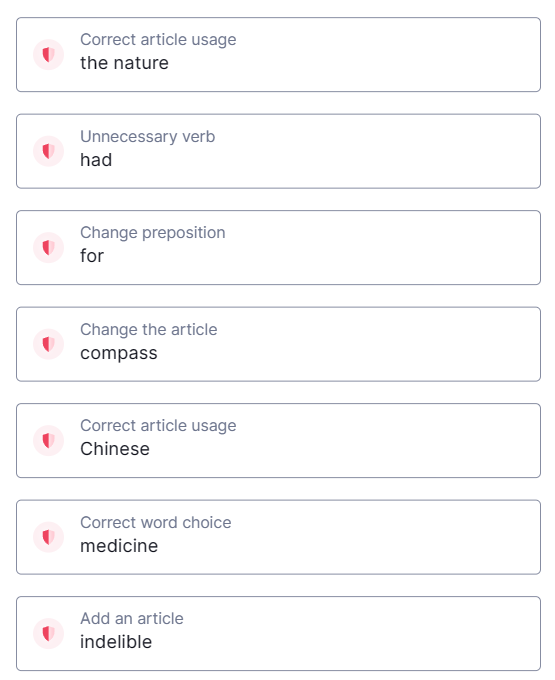 Correct article usage
the nature
Unnecessary verb
had
Change preposition
for
Change the article
compass
Correct article usage
Chinese
Correct word choice
medicine
Add an article
indelible